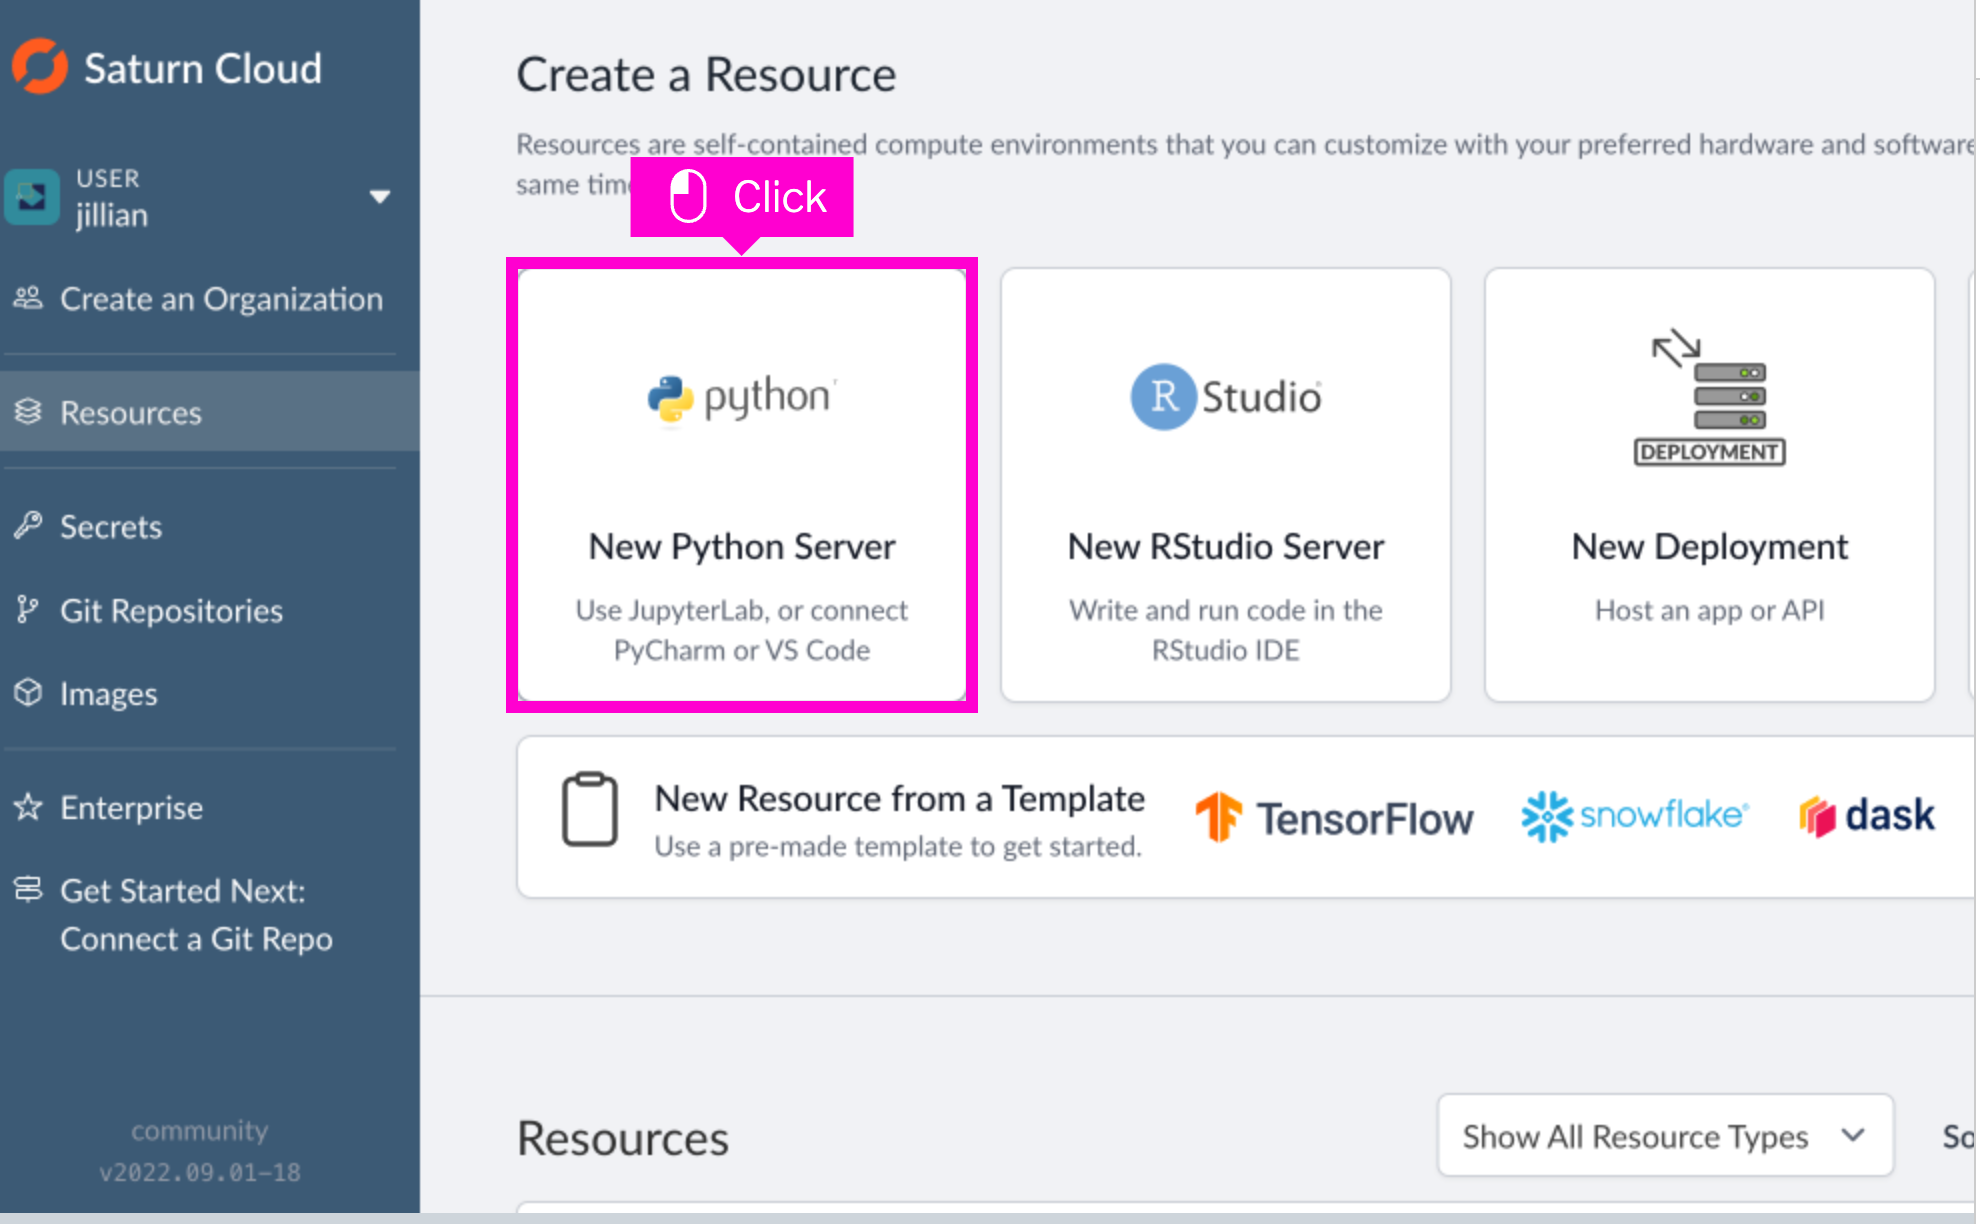 Saturn Cloud
USER
jillian
Create an Organization
Resources
Secrets
Git Repositories
Images
Enterprise
Get Started Next:
Connect a Git Repo
community
v2022.09.01-18
Create a Resource
Resources are self-contained compute environments that you can customize with your preferred hardware and software
same
Click
python
New Python Server
Use JupyterLab, or connect
PyCharm or VS Code
R Studio
New RStudio Server
Write and run code in the
RStudio IDE
DEPLOYMENT
New Deployment
Host an app or API
New Resource from a Template
Use a pre-made template to get started.
TensorFlow
snowflake®
dask
Resources
Show All Resource Types